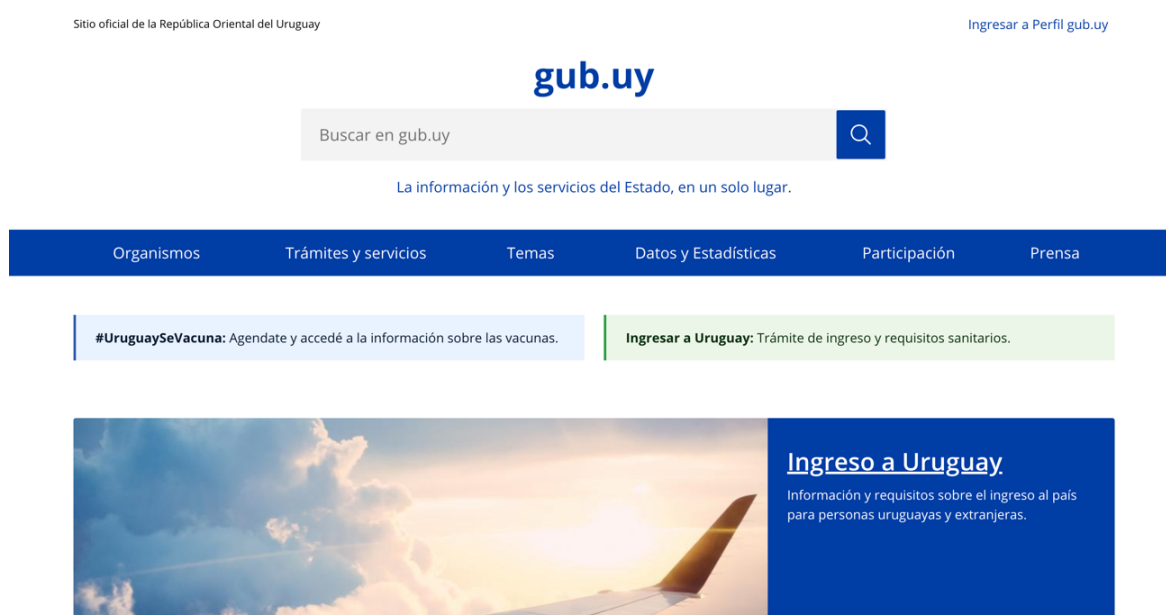 Sitio oficial de la República Oriental del Uruguay
Ingresar a Perfil gub.uy
gub.uy
Buscar en gub.uy
La información y los servicios del Estado, en un solo lugar.
Organismos
Trámites y servicios
Temas
Datos y Estadísticas
Participación
Prensa
#UruguaySeVacuna: Agendate y accedé a la información sobre las vacunas.
Ingresar a Uruguay: Trámite de ingreso y requisitos sanitarios.
Ingreso a Uruguay
Información y requisitos sobre el ingreso al país
para personas uruguayas y extranjeras.